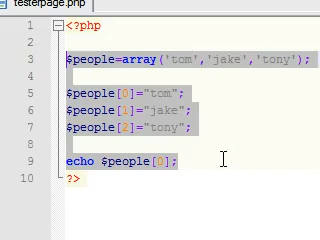 testerpage.php
1 <?php
2
3 $people=array('tom','jake','tony');
4
5 $people[0]="tom";
6 $people[1]="jake";
7 $people[2]="tony";
8
9 echo $people[0];
10 ?>